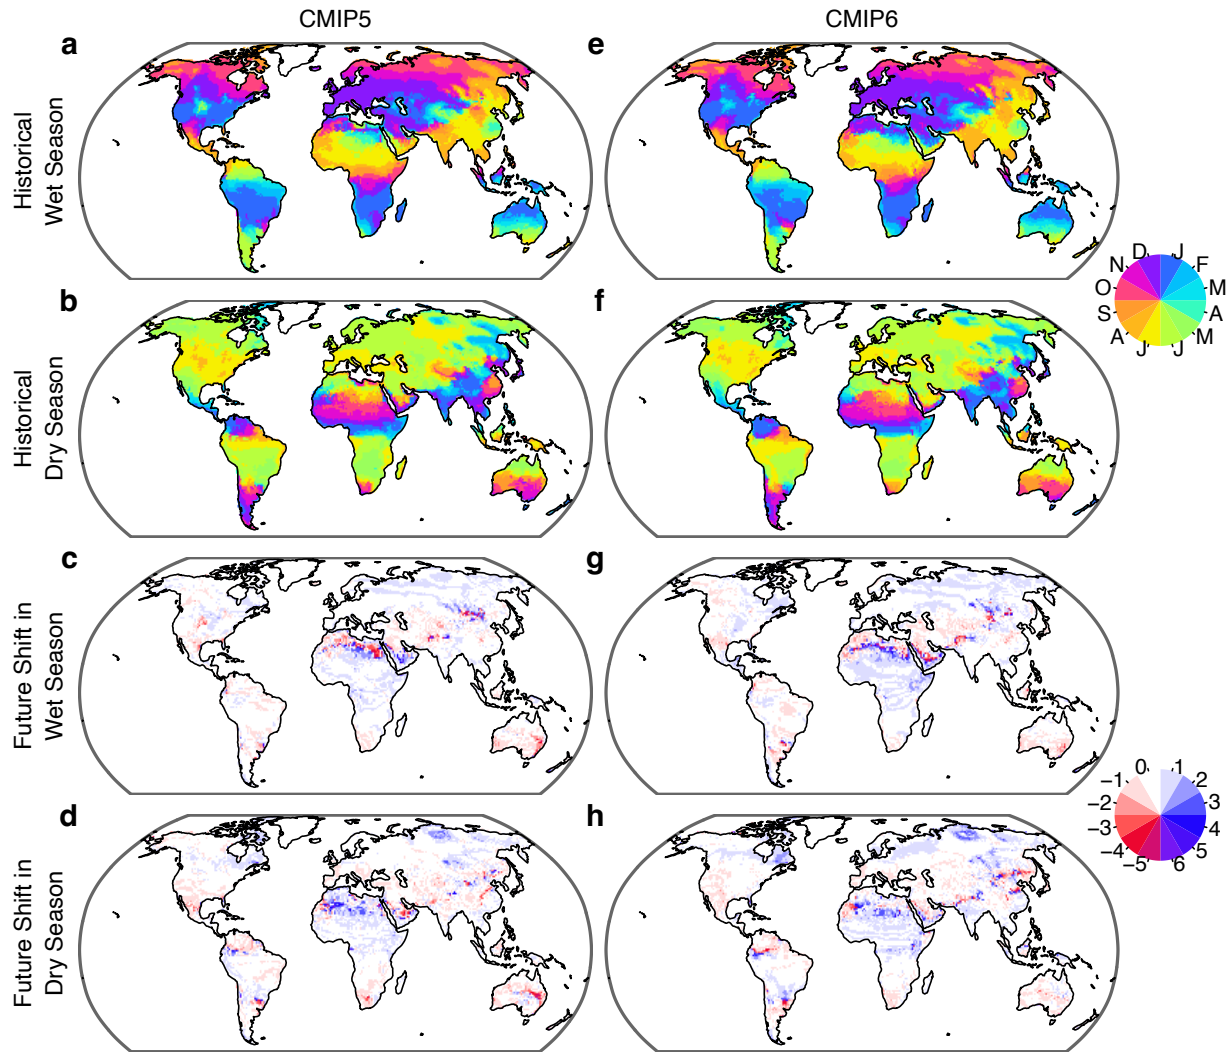 CMIP5
CMIP6
a
e
Historical
Wet Season
D J
N F
O M
S A
A M
J J
b
f
Historical
Dry Season
c
g
Future Shift in
Wet Season
0 1
−1 2
−2 3
−3 4
−4 5
−5 6
d
h
Future Shift in
Dry Season